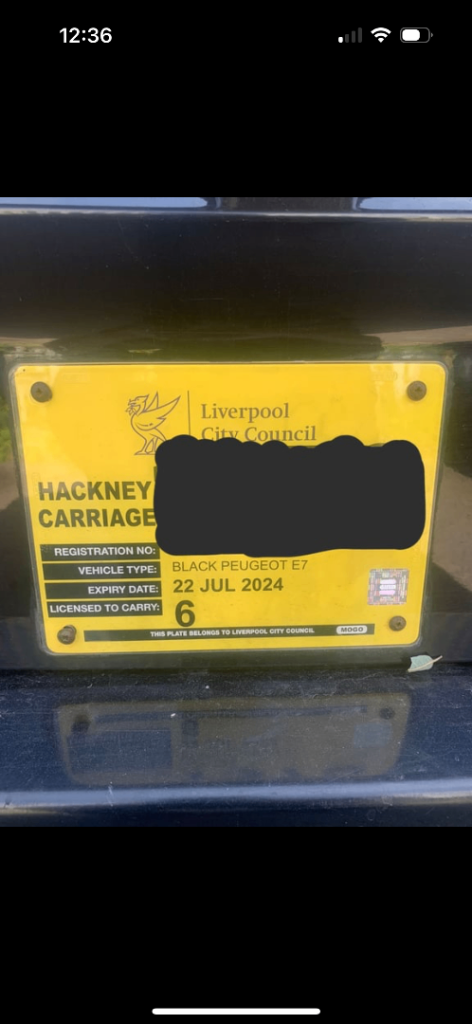 12:36
Liverpool
City Council
HACKNEY
CARRIAGE
REGISTRATION NO:
VEHICLE TYPE: BLACK PEUGEOT E7
EXPIRY DATE: 22 JUL 2024
LICENSED TO CARRY: 6
THIS PLATE BELONGS TO LIVERPOOL CITY COUNCIL MOGO